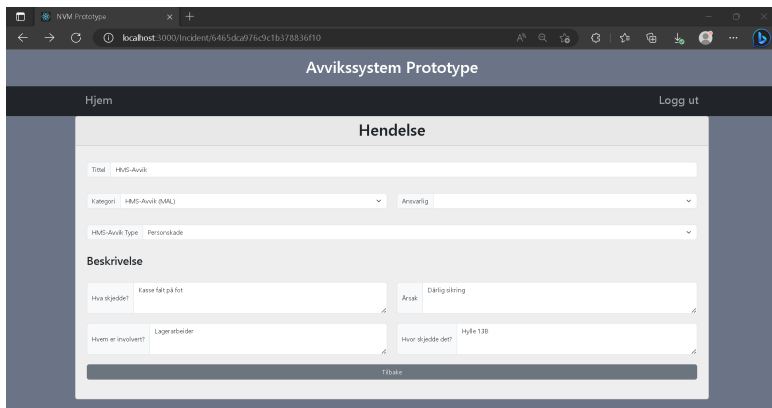 NVM Prototype
localhost:3000/Incident/6465dca976c9c1b378836f10
Avvikssystem Prototype
Hjem Logg ut
Hendelse
Tittel HMS-Avvik
Kategori HMS-Avvik (MAL) Ansvarlig
HMS-Avvik Type Personskade
Beskrivelse
Hva skjedde? Kasse falt på fot Årsak Dårlig sikring
Hvem er involvert? Lagerarbeider Hvor skjedde det? Hylle 13B
Tilbake